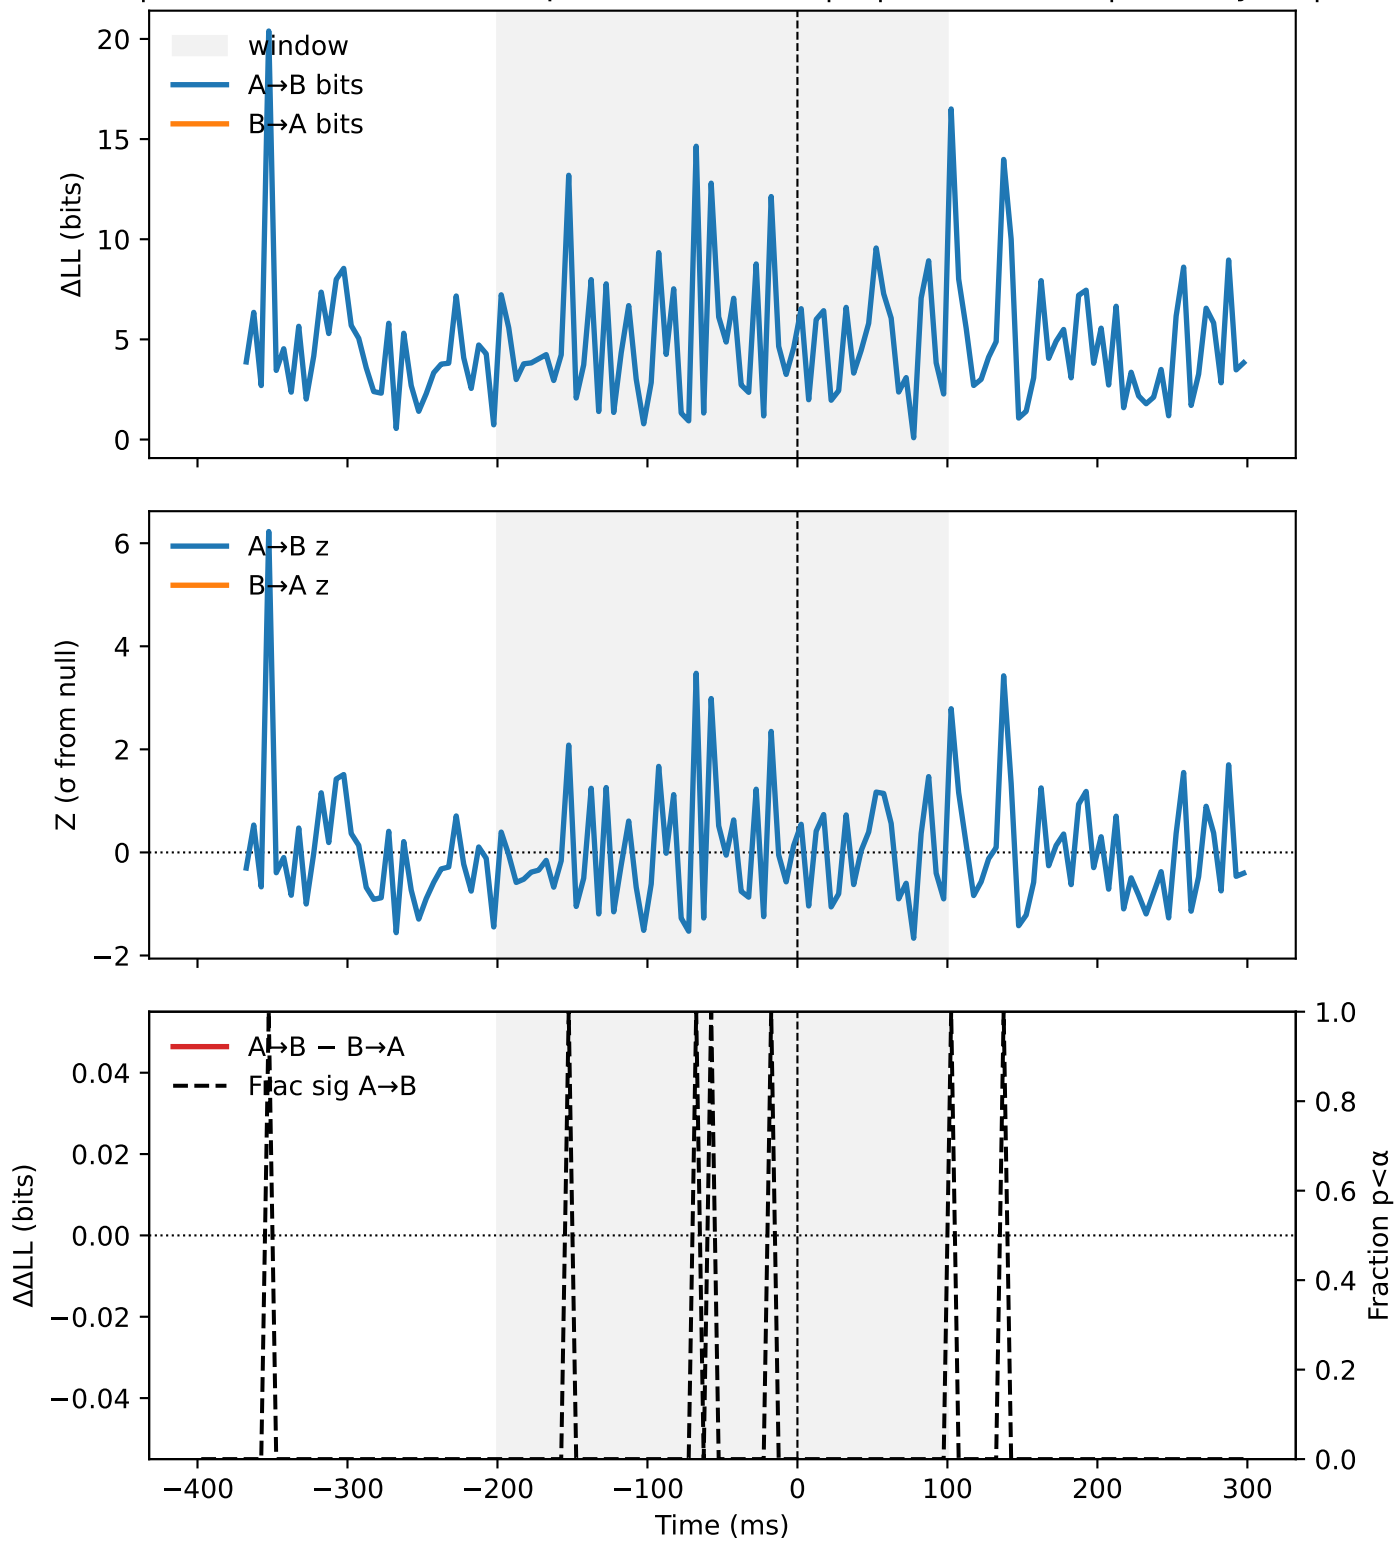 20
15
10
5
0
ΔLL (bits)
window
A→B bits
B→A bits
6
4
2
0
−2
Z (σ from null)
A→B z
B→A z
0.04
0.02
0.00
−0.02
−0.04
ΔΔLL (bits)
A→B − B→A
Frac sig A→B
1.0
0.8
0.6
0.4
0.2
0.0
Fraction p<α
−400 −300 −200 −100 0 100 200 300
Time (ms)